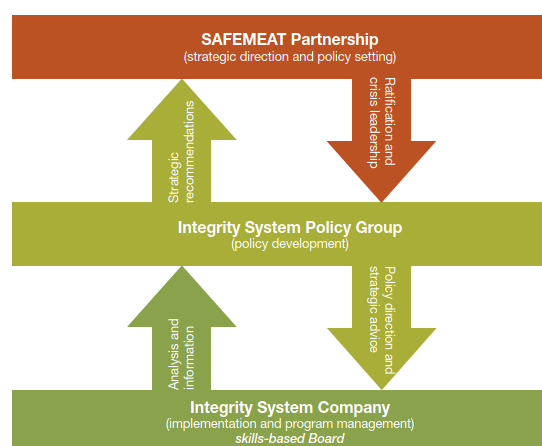 SAFEMEAT Partnership
(strategic direction and policy setting)
Strategic
recommendations
Ratification and
crisis leadership
Integrity System Policy Group
(policy development)
Analysis and
information
Policy direction and
strategic advice
Integrity System Company
(implementation and program management)
skills-based Board